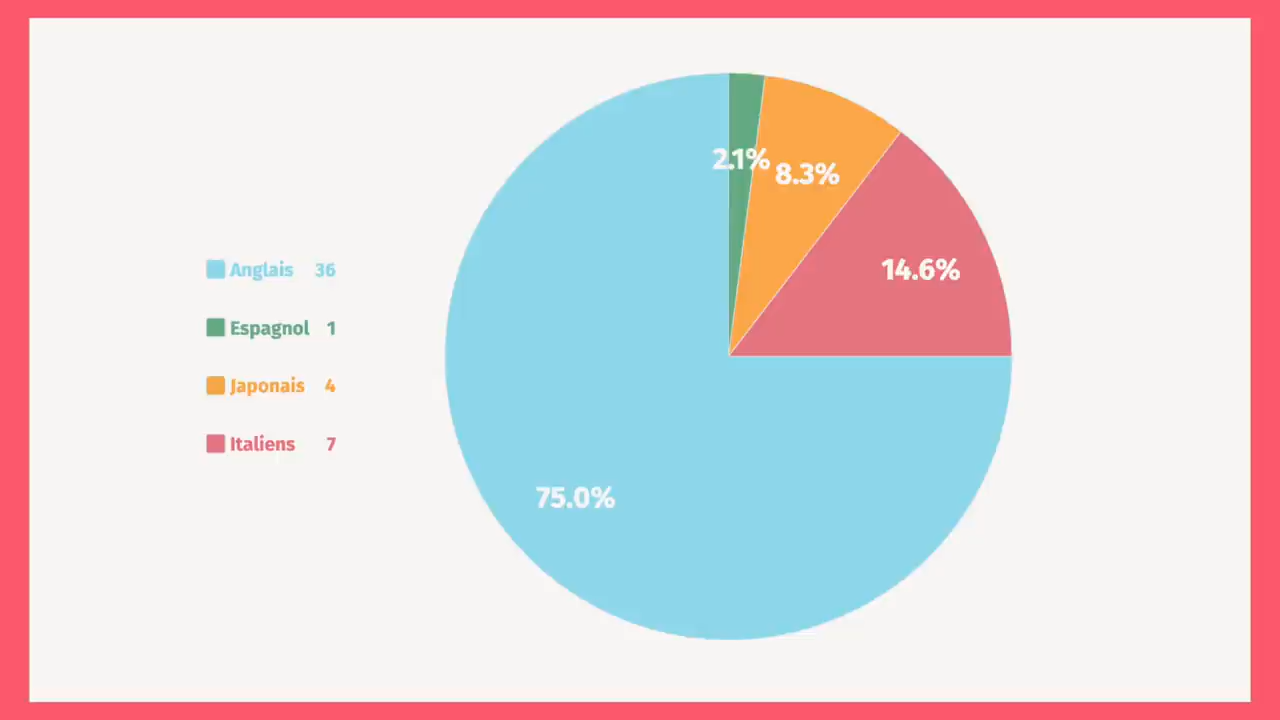 Anglais 36
Espagnol 1
Japonais 4
Italiens 7
2.1%
8.3%
14.6%
75.0%